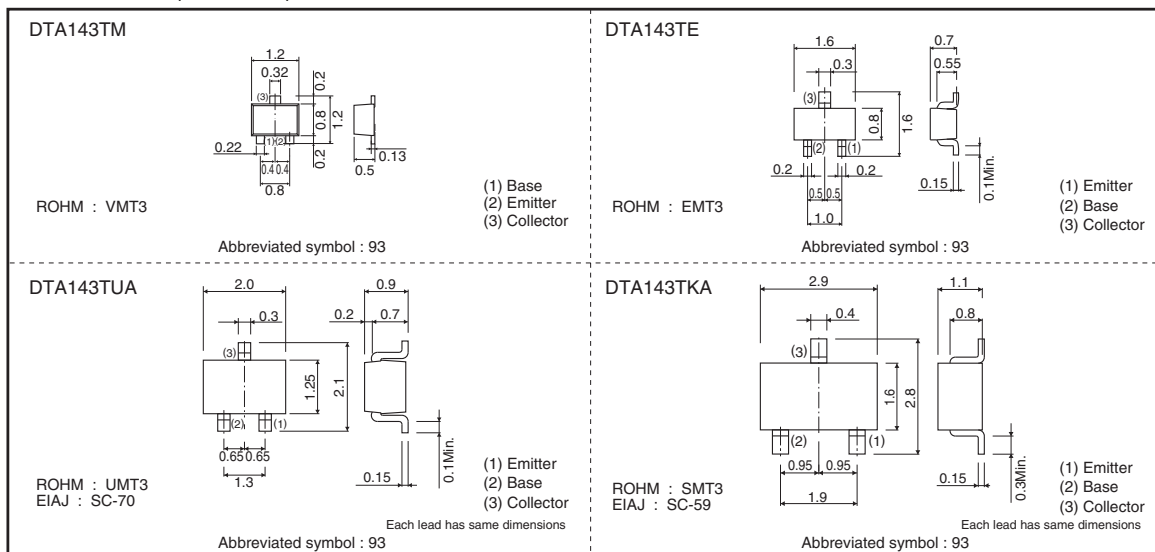 DTA143TM
1.2
0.32
0.2
(3)
0.8
1.2
(1)
(2)
0.22
0.4
0.4
0.2
0.8
0.5
0.13
(1) Base
(2) Emitter
(3) Collector
ROHM : VMT3
Abbreviated symbol : 93
DTA143TE
1.6
0.3
0.7
0.55
(3)
0.8
1.6
(2)
(1)
0.2
0.2
0.5
0.5
1.0
0.15
0.1Min.
(1) Emitter
(2) Base
(3) Collector
ROHM : EMT3
Abbreviated symbol : 93
DTA143TUA
2.0
0.3
0.9
0.2
0.7
(3)
1.25
2.1
(2)
(1)
0.65
0.65
1.3
0.15
0.1Min.
(1) Emitter
(2) Base
(3) Collector
ROHM : UMT3
EIAJ : SC-70
Each lead has same dimensions
Abbreviated symbol : 93
DTA143TKA
2.9
0.4
1.1
0.8
(3)
1.6
2.8
(2)
(1)
0.95
0.95
1.9
0.15
0.3Min.
(1) Emitter
(2) Base
(3) Collector
ROHM : SMT3
EIAJ : SC-59
Each lead has same dimensions
Abbreviated symbol : 93